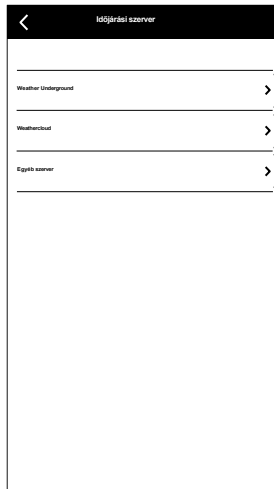 Időjárási szerver
Weather Underground
Weathercloud
Egyéb szerver